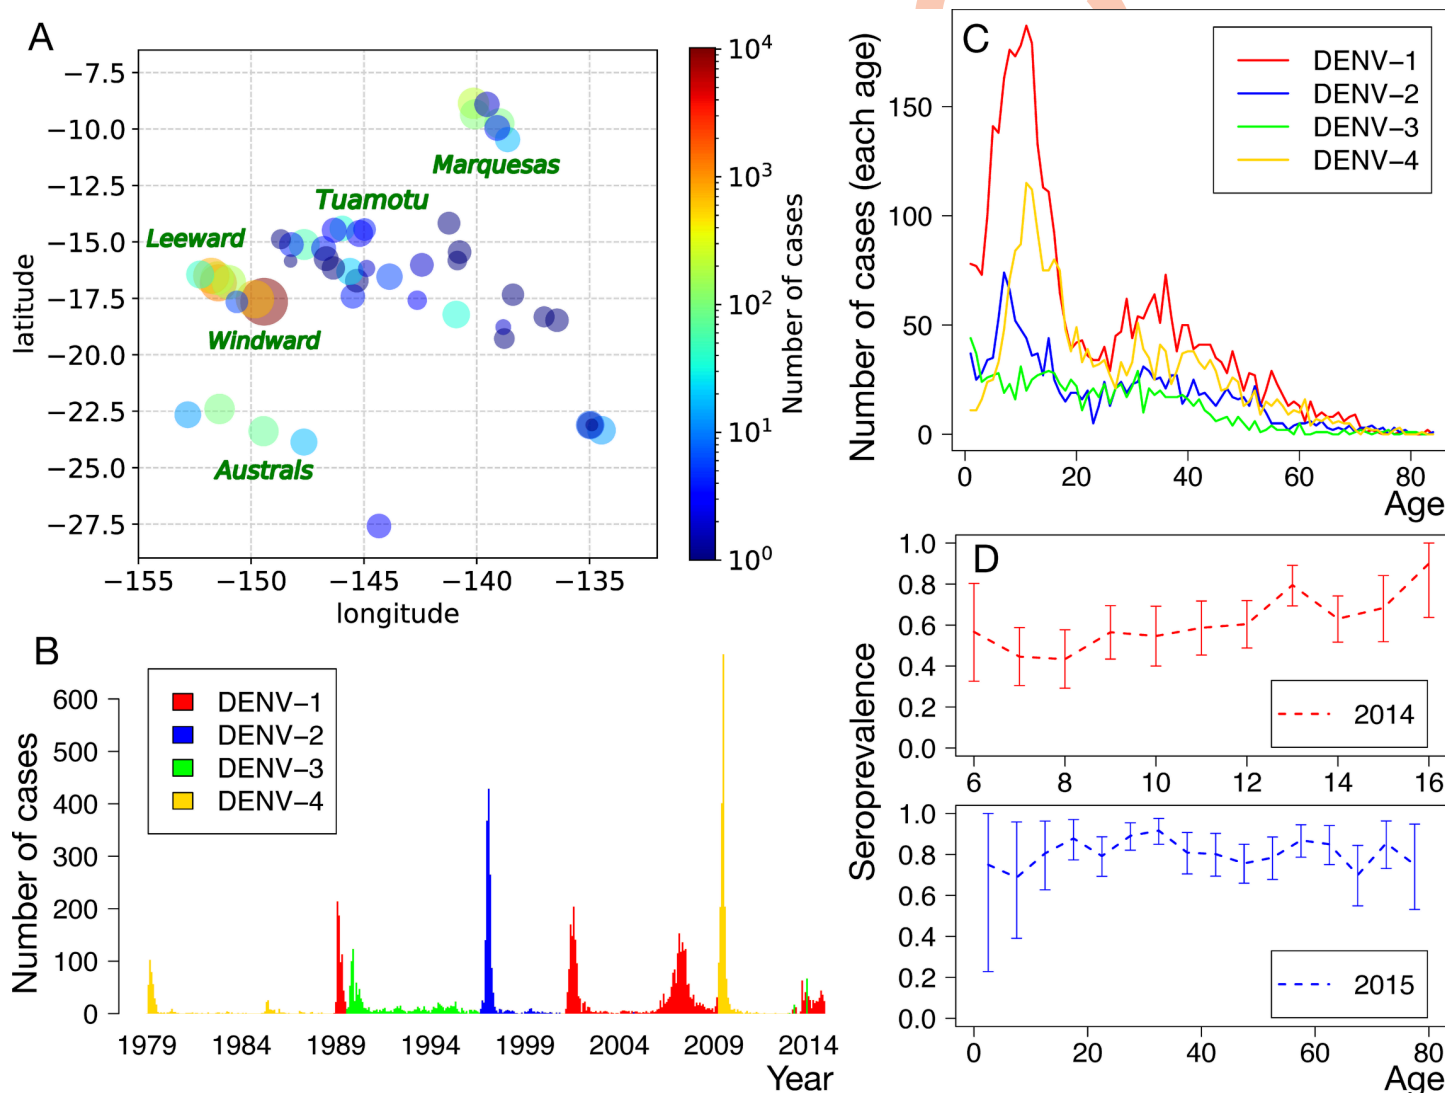 A
−7.5
−10.0
−12.5
−15.0
−17.5
−20.0
−22.5
−25.0
−27.5
latitude
−155
−150
−145
−140
−135
longitude
Marquesas
Tuamotu
Leeward
Windward
Australs
10⁴
10³
10²
10¹
10⁰
Number of cases
B
600
500
400
300
200
100
0
Number of cases
DENV−1
DENV−2
DENV−3
DENV−4
1979
1984
1989
1994
1999
2004
2009
2014
Year
C
150
100
50
0
Number of cases (each age)
DENV−1
DENV−2
DENV−3
DENV−4
0
20
40
60
80
Age
D
1.0
0.8
0.6
0.4
0.2
0.0
2014
6
8
10
12
14
16
Seroprevalence
1.0
0.8
0.6
0.4
0.2
0.0
2015
0
20
40
60
80
Age